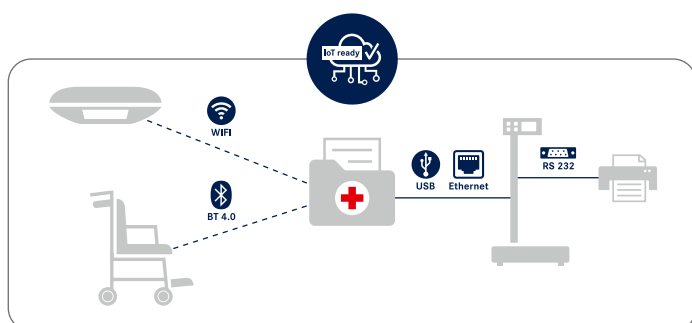 IoT ready
WIFI
BT 4.0
USB
Ethernet
RS 232